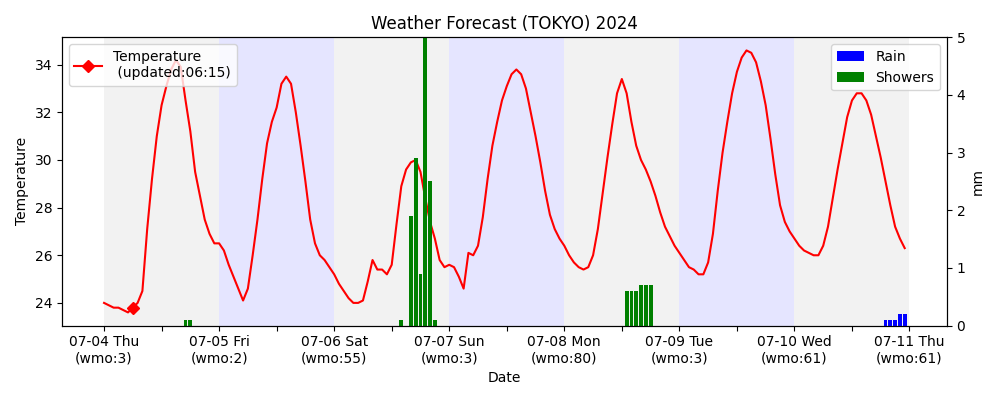 Weather Forecast (TOKYO) 2024
Temperature
(updated:06:15)
Rain
Showers
Temperature
34
32
30
28
26
24
5
4
3
2
1
0
mm
07-04 Thu
(wmo:3)
07-05 Fri
(wmo:2)
07-06 Sat
(wmo:55)
07-07 Sun
(wmo:3)
07-08 Mon
(wmo:80)
07-09 Tue
(wmo:3)
07-10 Wed
(wmo:61)
07-11 Thu
(wmo:61)
Date